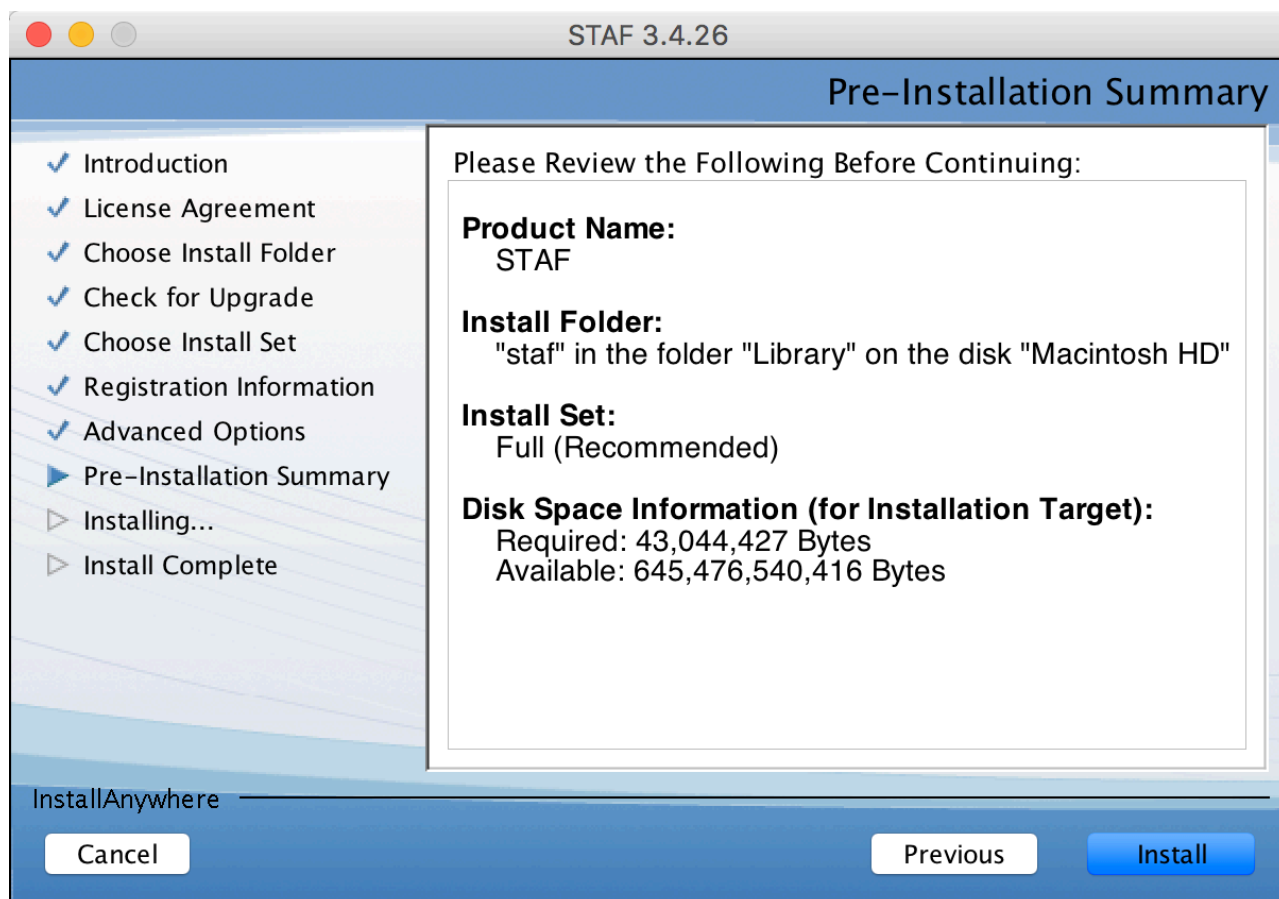 STAF 3.4.26
Pre-Installation Summary
Introduction
License Agreement
Choose Install Folder
Check for Upgrade
Choose Install Set
Registration Information
Advanced Options
Pre-Installation Summary
Installing...
Install Complete
Please Review the Following Before Continuing:
Product Name:
STAF
Install Folder:
"staf" in the folder "Library" on the disk "Macintosh HD"
Install Set:
Full (Recommended)
Disk Space Information (for Installation Target):
Required: 43,044,427 Bytes
Available: 645,476,540,416 Bytes
InstallAnywhere
Cancel
Previous
Install